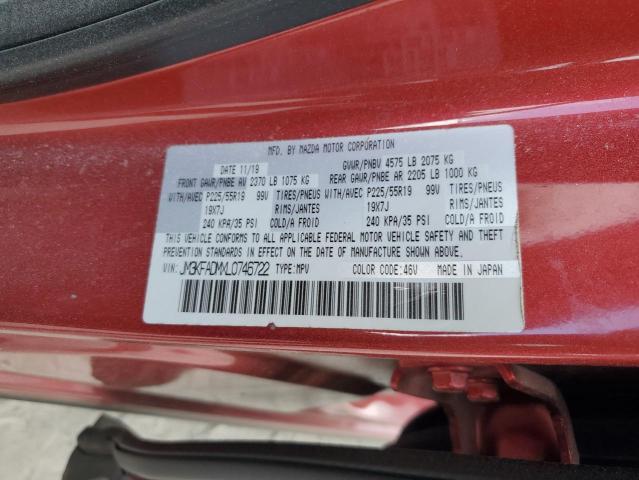 MFD. BY MAZDA MOTOR CORPORATION
DATE 11/19 GVWR/PNBV 4575 LB 2075 KG
FRONT GAWR/PNBE AV 2370 LB 1075 KG REAR GAWR/PNBE AR 2205 LB 1000 KG
WITH/AVEC P225/55R19 99V TIRES/PNEUS WITH/AVEC P225/55R19 99V TIRES/PNEUS
19X7J RIMS/JANTES 19X7J RIMS/JANTES
240 KPA/35 PSI COLD/A FROID 240 KPA/35 PSI COLD/A FROID
THIS VEHICLE CONFORMS TO ALL APPLICABLE FEDERAL MOTOR VEHICLE SAFETY AND THEFT
PREVENTION STANDARDS IN EFFECT ON THE DATE OF MANUFACTURE SHOWN ABOVE.
VIN: JM3KFADMXL0746722 TYPE: MPV COLOR CODE: 46V MADE IN JAPAN